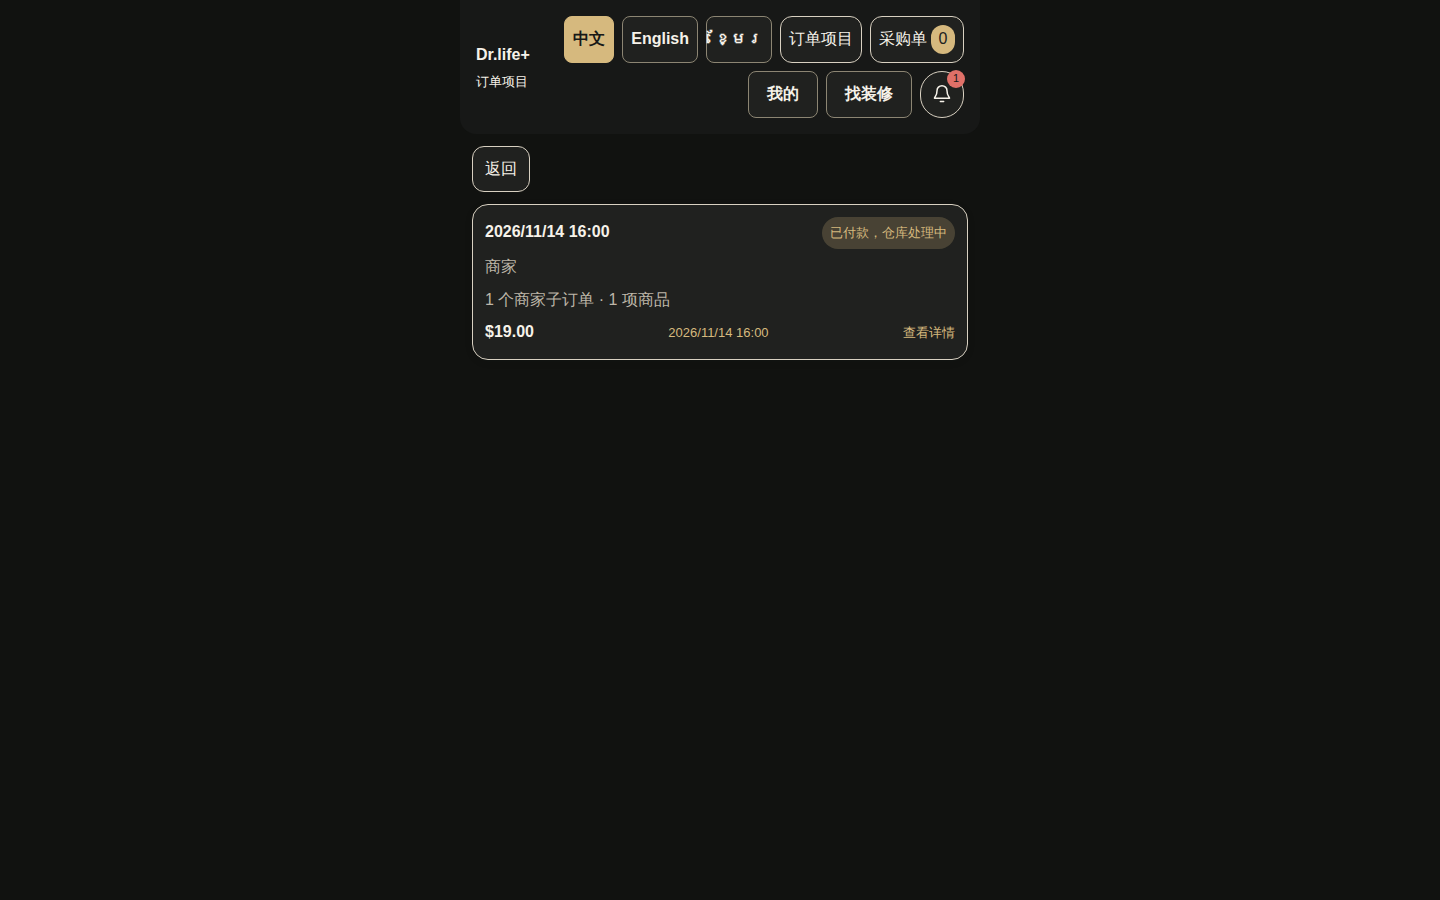 Dr.life+
订单项目
中文
English
ខ្មែរ
订单项目
采购单 0
我的
找装修
1
返回
2026/11/14 16:00
已付款，仓库处理中
商家
1 个商家子订单 · 1 项商品
$19.00
2026/11/14 16:00
查看详情